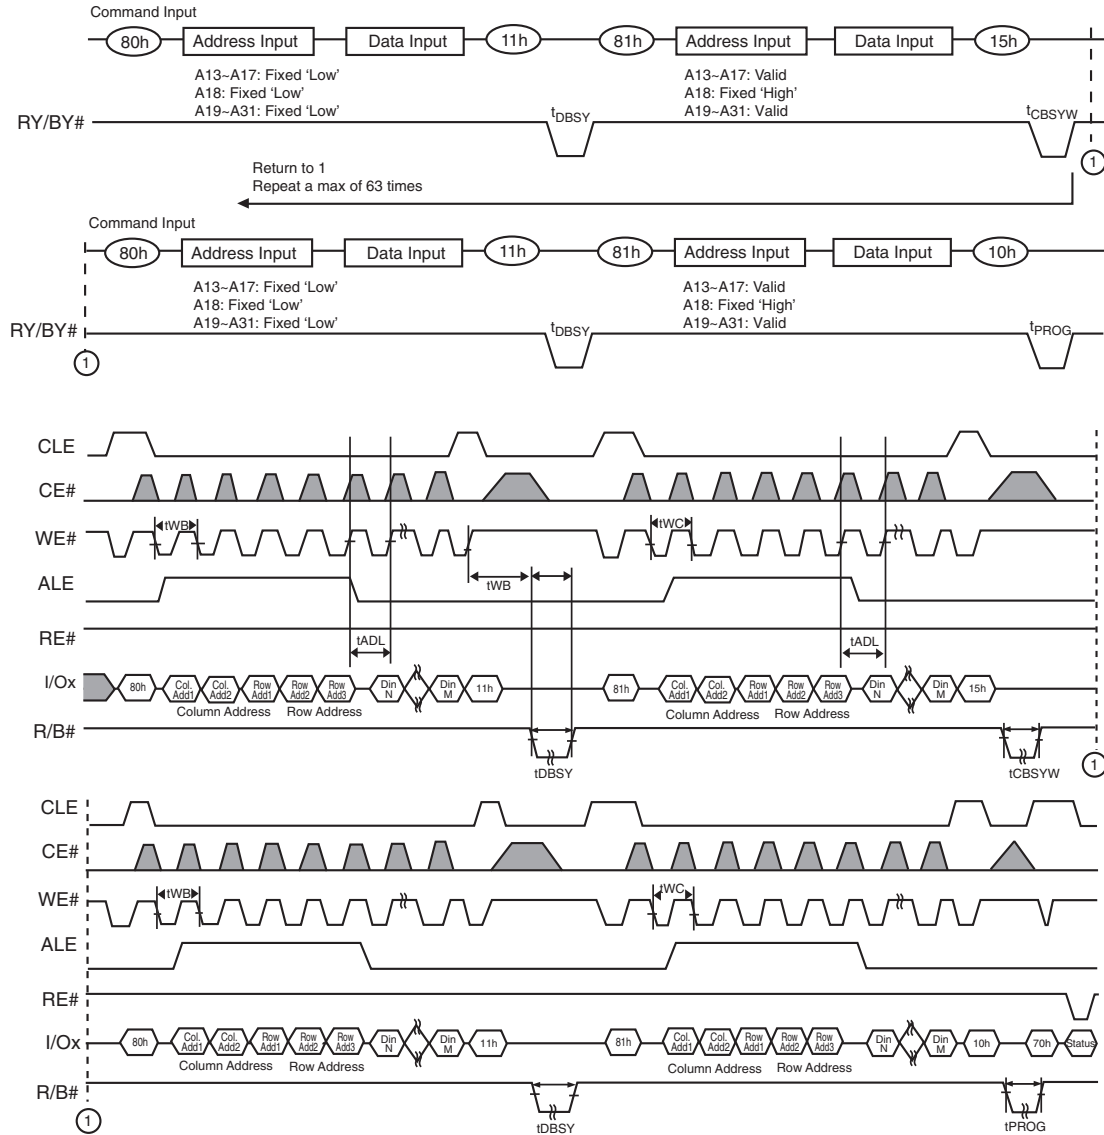 Command Input
80h Address Input Data Input 11h 81h Address Input Data Input 15h
A13~A17: Fixed ‘Low’ A13~A17: Valid
A18: Fixed ‘Low’ A18: Fixed ‘High’
A19~A31: Fixed ‘Low’ A19~A31: Valid
RY/BY# tDBSY tCBSYW
1
Return to 1
Repeat a max of 63 times
Command Input
80h Address Input Data Input 11h 81h Address Input Data Input 10h
A13~A17: Fixed ‘Low’ A13~A17: Valid
A18: Fixed ‘Low’ A18: Fixed ‘High’
A19~A31: Fixed ‘Low’ A19~A31: Valid
RY/BY# tDBSY tPROG
1
CLE
CE#
WE# tWB tWC
ALE tWB
RE#
tADL tADL
I/Ox 80h Col. Add1 Col. Add2 Row Add1 Row Add2 Row Add3 Din N Din M 11h 81h Col. Add1 Col. Add2 Row Add1 Row Add2 Row Add3 Din N Din M 15h
Column Address Row Address Column Address Row Address
R/B#
tDBSY tCBSYW
1
CLE
CE#
WE# tWB tWC
ALE
RE#
I/Ox 80h Col. Add1 Col. Add2 Row Add1 Row Add2 Row Add3 Din N Din M 11h 81h Col. Add1 Col. Add2 Row Add1 Row Add2 Row Add3 Din N Din M 10h 70h Status
Column Address Row Address Column Address Row Address
R/B#
1
tDBSY tPROG